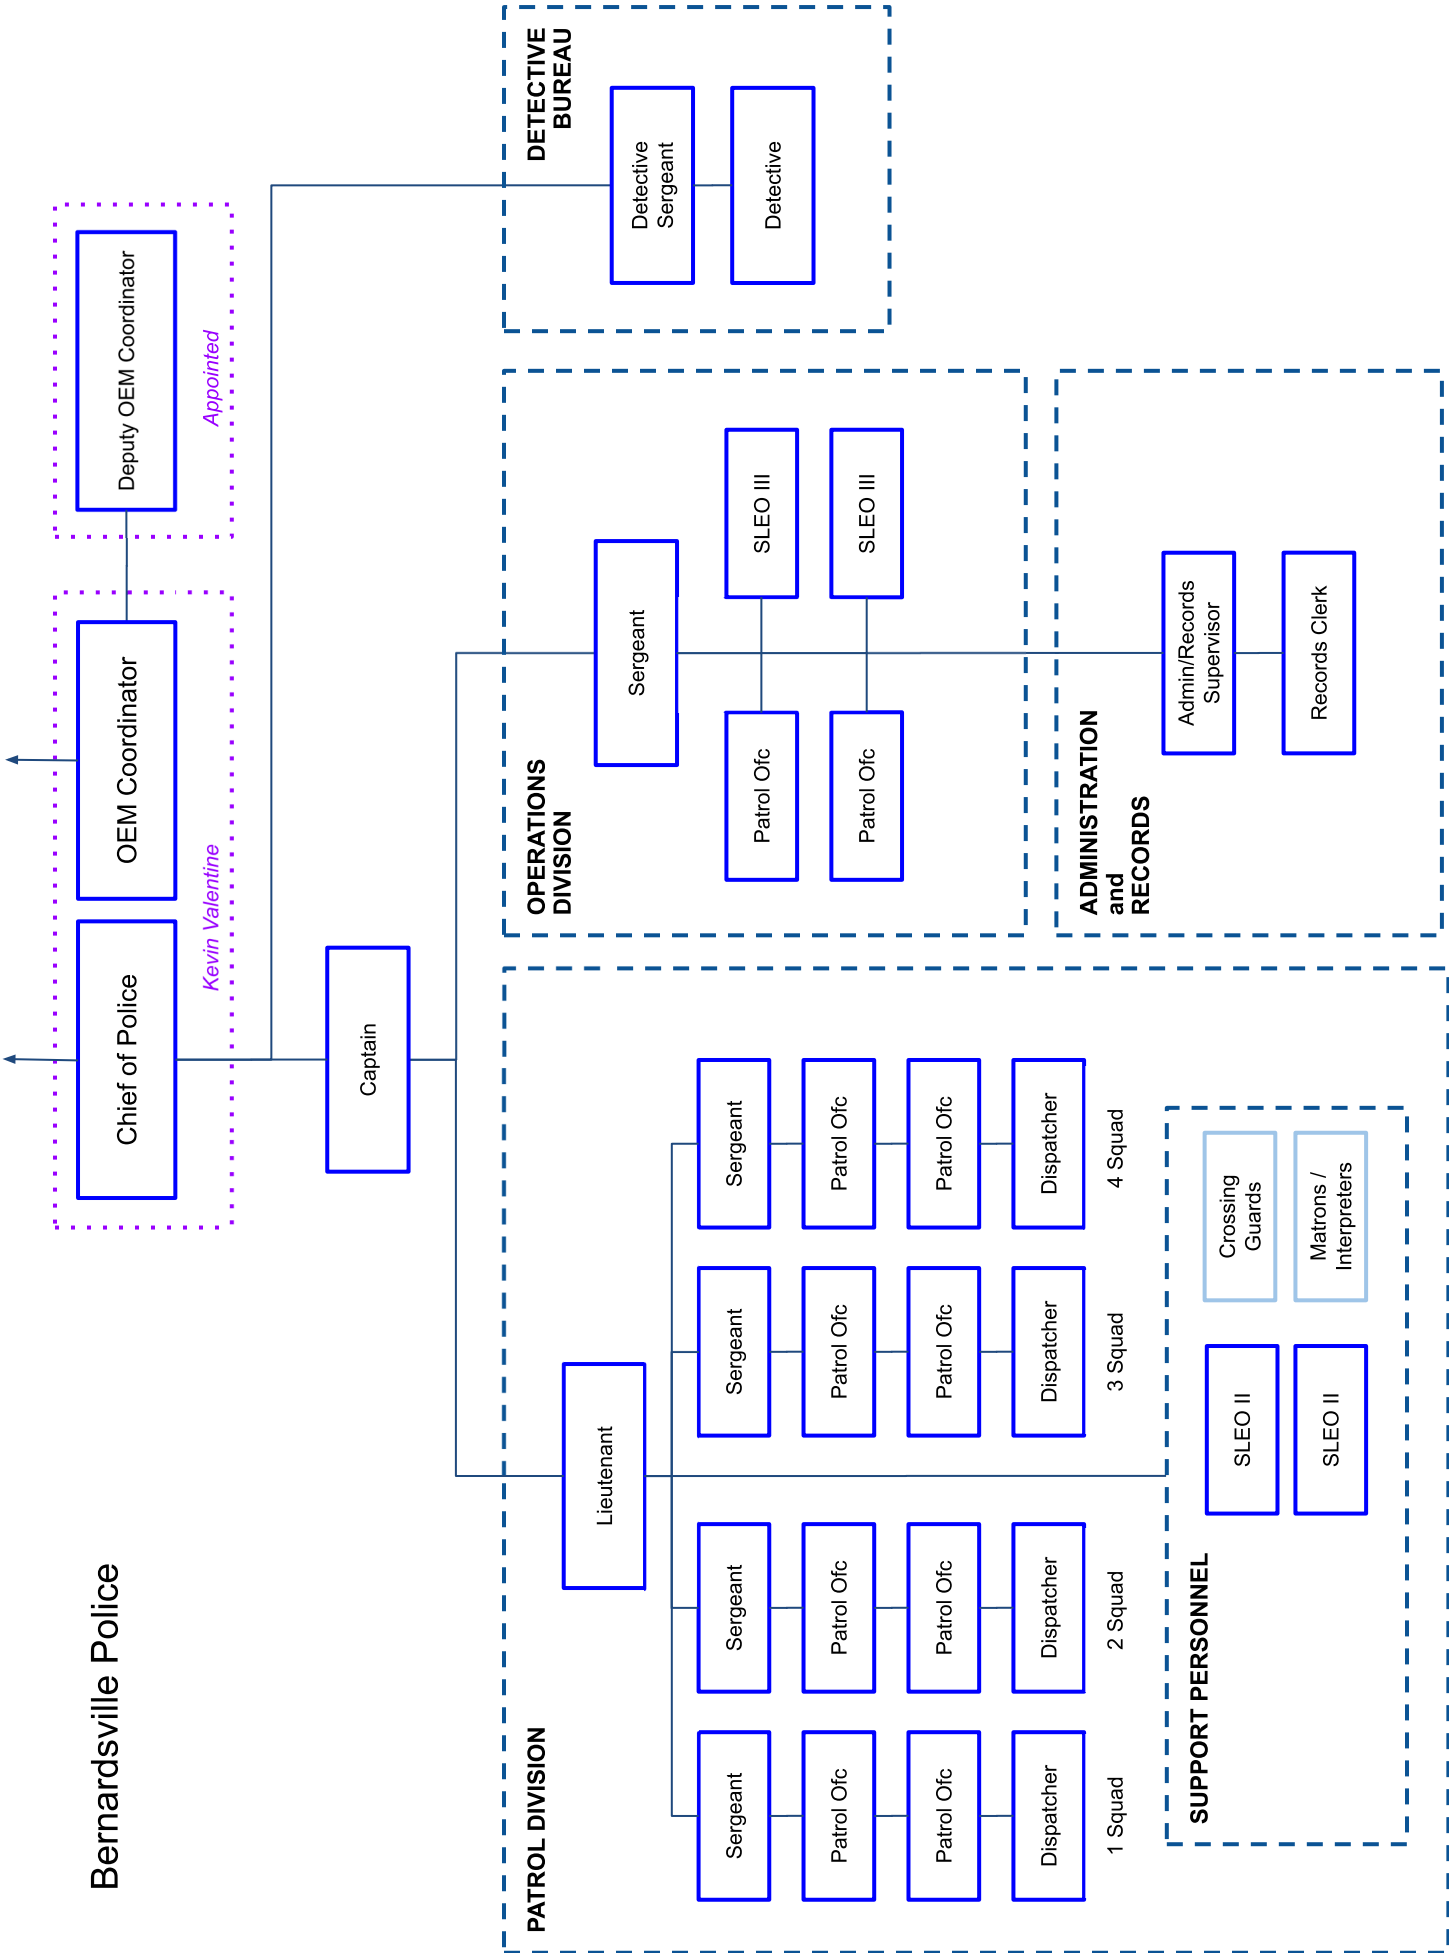 Bernardsville Police
Chief of Police
OEM Coordinator
Kevin Valentine
Deputy OEM Coordinator
Appointed
Captain
PATROL DIVISION
Lieutenant
Sergeant
Sergeant
Sergeant
Sergeant
Patrol Ofc
Patrol Ofc
Patrol Ofc
Patrol Ofc
Patrol Ofc
Patrol Ofc
Patrol Ofc
Patrol Ofc
Dispatcher
Dispatcher
Dispatcher
Dispatcher
1 Squad
2 Squad
3 Squad
4 Squad
SUPPORT PERSONNEL
SLEO II
Crossing
Guards
SLEO II
Matrons /
Interpreters
OPERATIONS
DIVISION
Sergeant
Patrol Ofc
SLEO III
Patrol Ofc
SLEO III
ADMINISTRATION
and
RECORDS
Admin/Records
Supervisor
Records Clerk
DETECTIVE
BUREAU
Detective
Sergeant
Detective